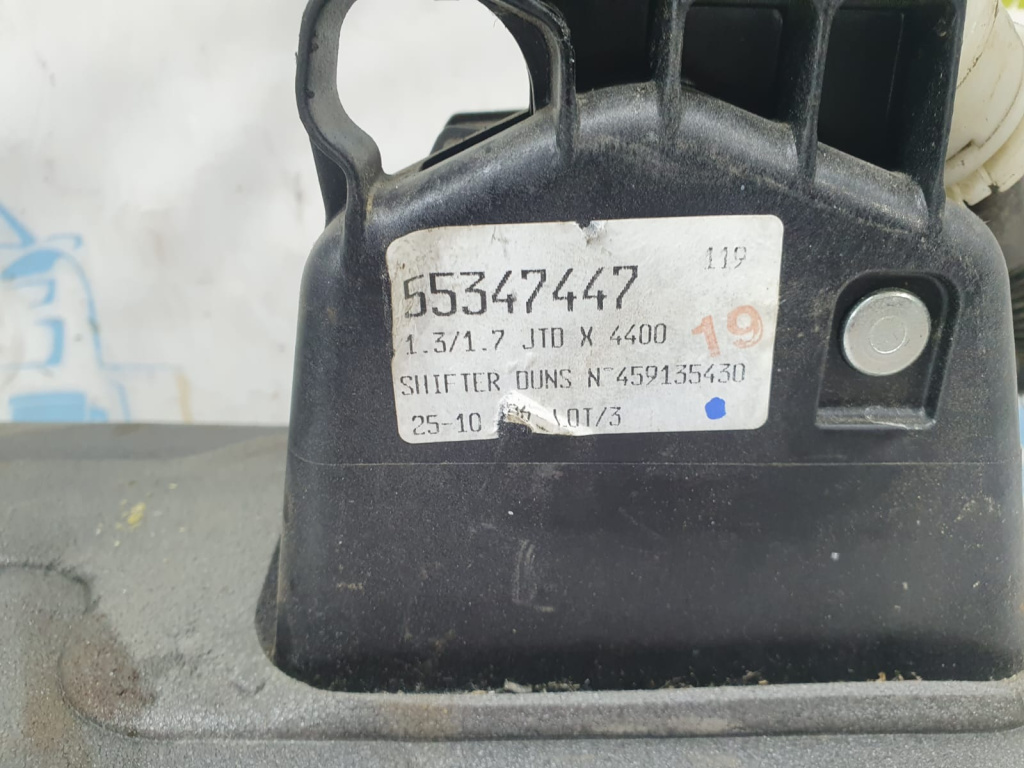 119
55347447
19
1.3/1.7 JTD X 4400
SHIFTER DUNS N°459135430
25-10 LOT/3